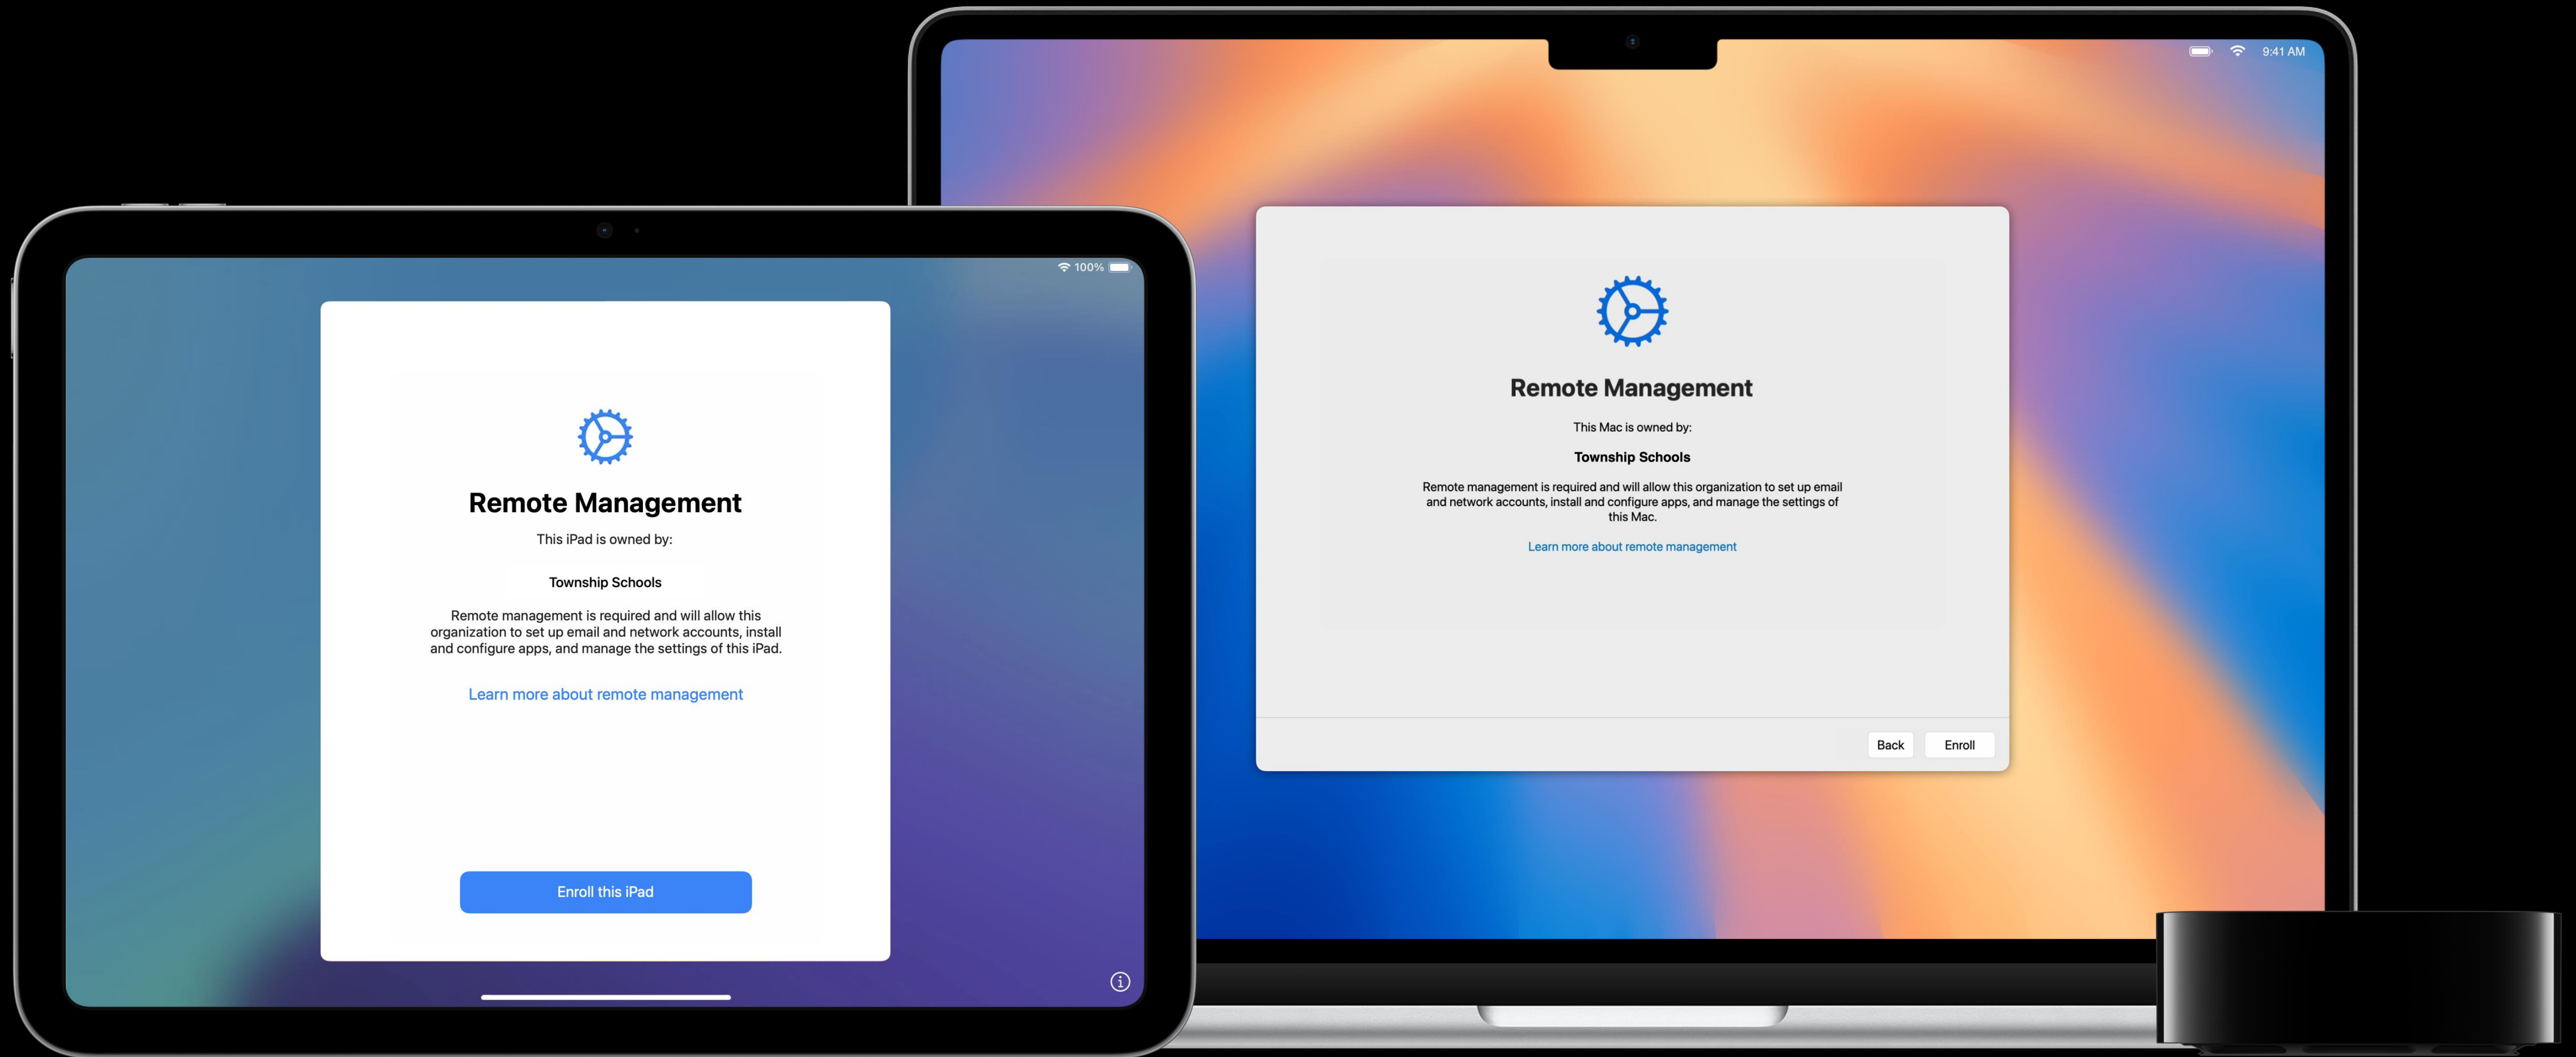 100%
Remote Management
This iPad is owned by:
Township Schools
Remote management is required and will allow this
organization to set up email and network accounts, install
and configure apps, and manage the settings of this iPad.
Learn more about remote management
Enroll this iPad
9:41 AM
Remote Management
This Mac is owned by:
Township Schools
Remote management is required and will allow this organization to set up email
and network accounts, install and configure apps, and manage the settings of
this Mac.
Learn more about remote management
Back
Enroll